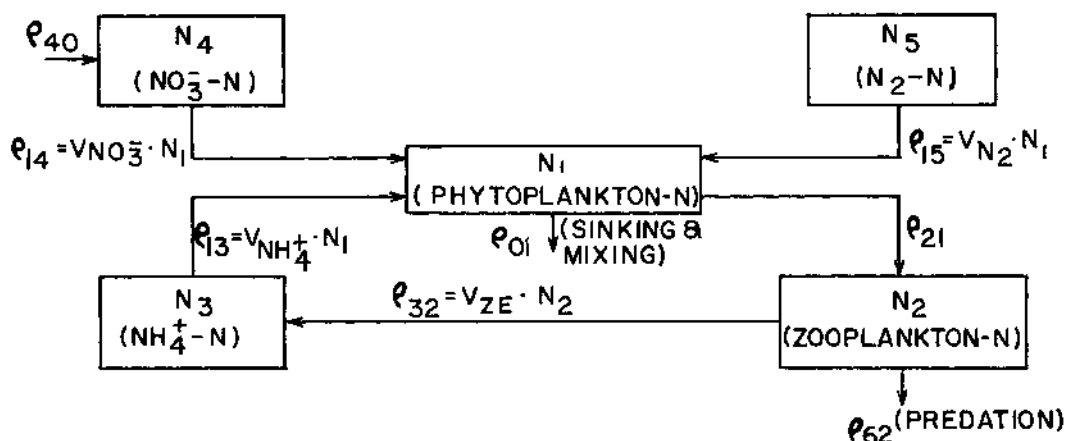 ρ40
N4
(NO3⁻-N)
N5
(N2-N)
ρ14=VNO3⁻·N1
ρ15=VN2·N1
N1
(PHYTOPLANKTON-N)
ρ13=VNH4⁺·N1
ρ01
(SINKING &
MIXING)
ρ21
N3
(NH4⁺-N)
ρ32=VZE·N2
N2
(ZOOPLANKTON-N)
ρ62(PREDATION)